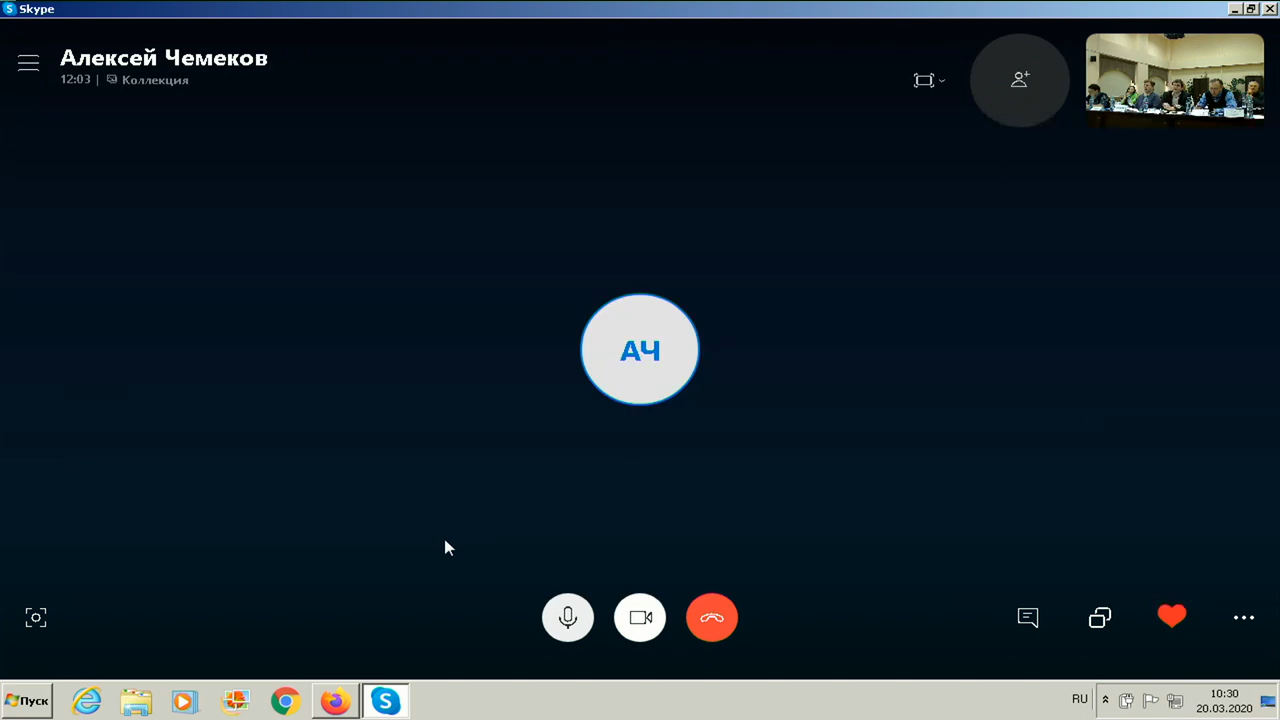 Skype
Алексей Чемеков
12:03 | Коллекция
АЧ
Пуск
RU
10:30
20.03.2020